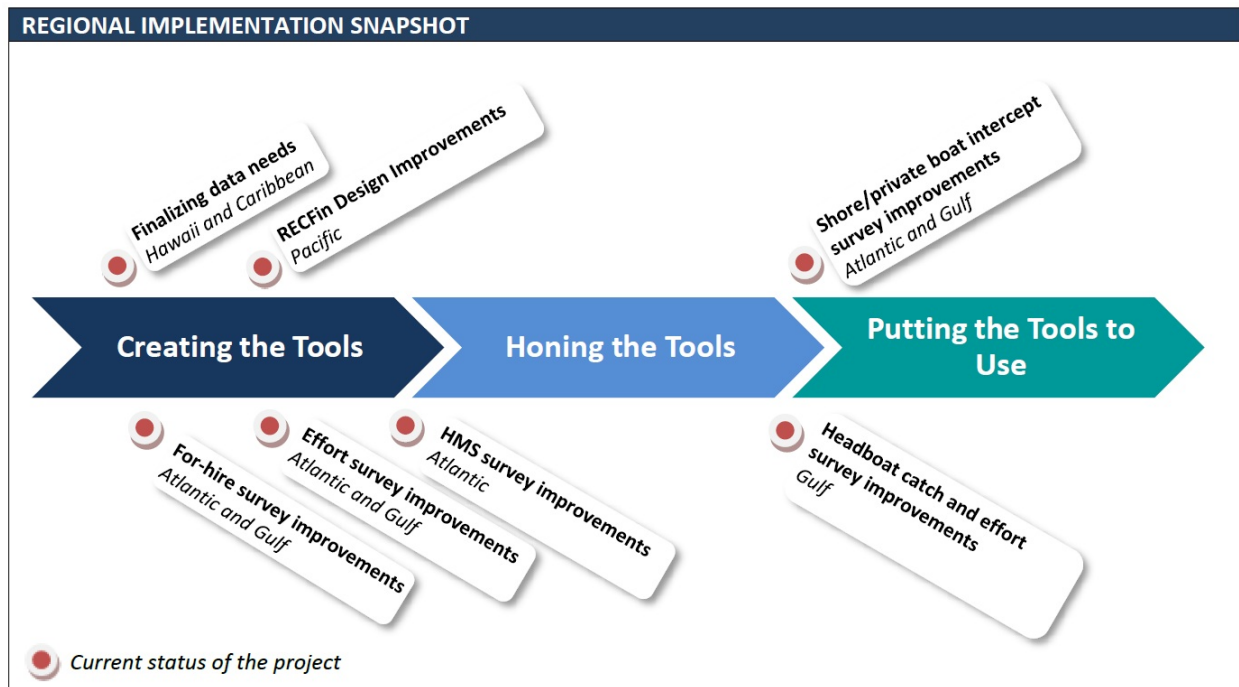 REGIONAL IMPLEMENTATION SNAPSHOT
Finalizing data needs
Hawaii and Caribbean
RECFin Design Improvements
Pacific
Shore/private boat intercept
survey improvements
Atlantic and Gulf
Creating the Tools
Honing the Tools
Putting the Tools to
Use
For-hire survey improvements
Atlantic and Gulf
Effort survey improvements
Atlantic and Gulf
HMS survey improvements
Atlantic
Headboat catch and effort
survey improvements
Gulf
Current status of the project